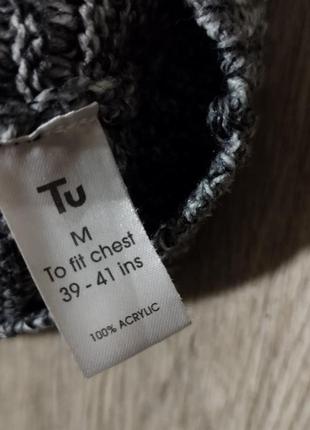 Tu
M
To fit chest
39 - 41 ins
100% ACRYLIC